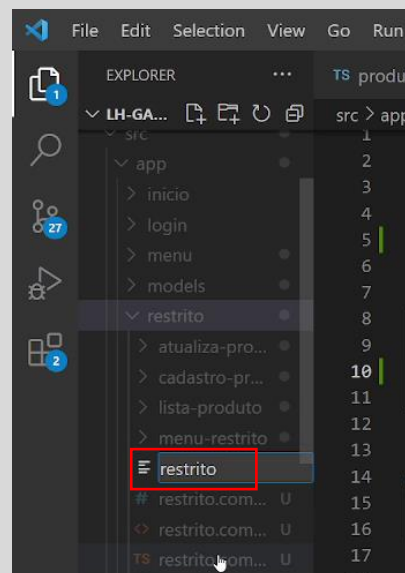 File Edit Selection View Go Run
EXPLORER ... TS produ
LH-GA... src > app
src 1
app 2
inicio 3
login 4
menu 5
models 6
restrito 7
atualiza-pro... 8
cadastro-pr... 9
lista-produto 10
menu-restrito 11
restrito 12
# restrito.com... U 13
<> restrito.com... U 14
TS restrito.com... U 15
16
17
1
27
2